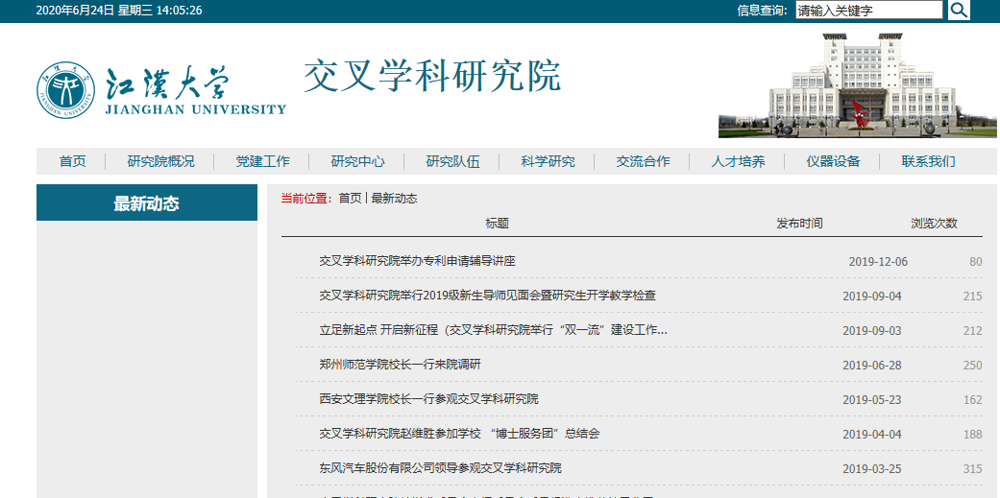 2020年6月24日 星期三 14:05:26
信息查询：
请输入关键字
江漢大学
JIANGHAN UNIVERSITY
交叉学科研究院
首页
研究院概况
党建工作
研究中心
研究队伍
科学研究
交流合作
人才培养
仪器设备
联系我们
最新动态
当前位置：首页 | 最新动态
标题 发布时间 浏览次数
交叉学科研究院举办专利申请辅导讲座 2019-12-06 80
交叉学科研究院举行2019级新生导师见面会暨研究生开学教学检查 2019-09-04 215
立足新起点 开启新征程（交叉学科研究院举行“双一流”建设工作... 2019-09-03 212
郑州师范学院校长一行来院调研 2019-06-28 250
西安文理学院校长一行参观交叉学科研究院 2019-05-23 162
交叉学科研究院赵维胜参加学校 “博士服务团”总结会 2019-04-04 188
东风汽车股份有限公司领导参观交叉学科研究院 2019-03-25 315